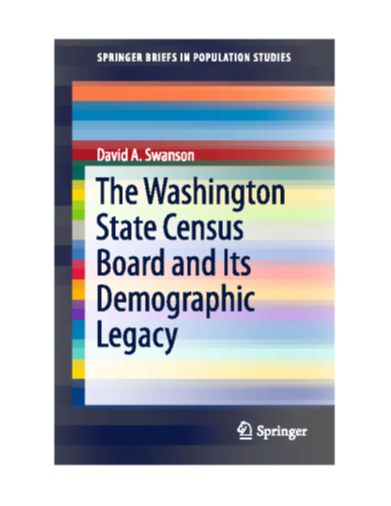 SPRINGER BRIEFS IN POPULATION STUDIES
David A. Swanson
The Washington
State Census
Board and Its
Demographic
Legacy
Springer